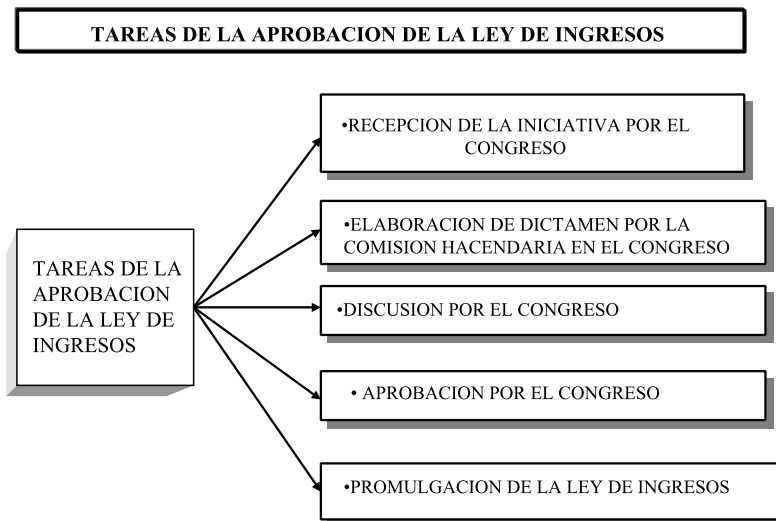 TAREAS DE LA APROBACION DE LA LEY DE INGRESOS
•RECEPCION DE LA INICIATIVA POR EL
CONGRESO
•ELABORACION DE DICTAMEN POR LA
COMISION HACENDARIA EN EL CONGRESO
TAREAS DE LA
APROBACION
DE LA LEY DE
INGRESOS
•DISCUSION POR EL CONGRESO
• APROBACION POR EL CONGRESO
•PROMULGACION DE LA LEY DE INGRESOS